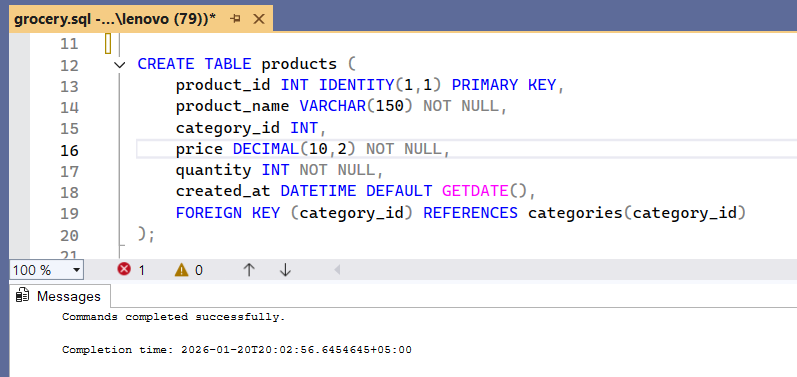 grocery.sql -...\lenovo (79))*
11
12 CREATE TABLE products (
13 product_id INT IDENTITY(1,1) PRIMARY KEY,
14 product_name VARCHAR(150) NOT NULL,
15 category_id INT,
16 price DECIMAL(10,2) NOT NULL,
17 quantity INT NOT NULL,
18 created_at DATETIME DEFAULT GETDATE(),
19 FOREIGN KEY (category_id) REFERENCES categories(category_id)
20 );
21
100 % 1 0
Messages
Commands completed successfully.
Completion time: 2026-01-20T20:02:56.6454645+05:00